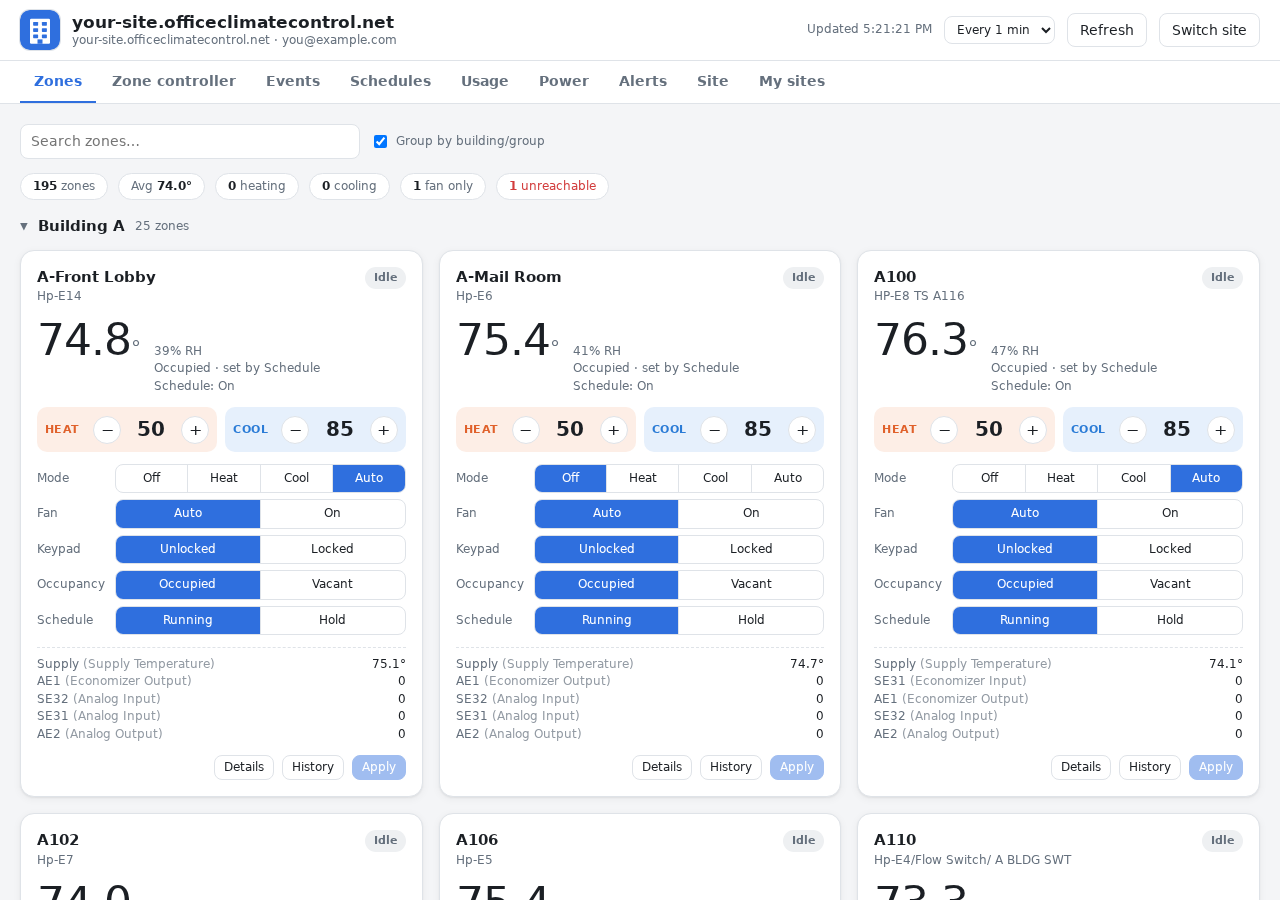 your-site.officeclimatecontrol.net
your-site.officeclimatecontrol.net · you@example.com
Updated 5:21:21 PM
Every 1 min
Refresh
Switch site
Zones
Zone controller
Events
Schedules
Usage
Power
Alerts
Site
My sites
Search zones...
Group by building/group
195 zones
Avg 74.0°
0 heating
0 cooling
1 fan only
1 unreachable
▼ Building A 25 zones
A-Front Lobby
Idle
Hp-E14
74.8°
39% RH
Occupied · set by Schedule
Schedule: On
HEAT − 50 + COOL − 85 +
Mode Off Heat Cool Auto
Fan Auto On
Keypad Unlocked Locked
Occupancy Occupied Vacant
Schedule Running Hold
Supply (Supply Temperature) 75.1°
AE1 (Economizer Output) 0
SE32 (Analog Input) 0
SE31 (Analog Input) 0
AE2 (Analog Output) 0
Details History Apply
A-Mail Room
Idle
Hp-E6
75.4°
41% RH
Occupied · set by Schedule
Schedule: On
HEAT − 50 + COOL − 85 +
Mode Off Heat Cool Auto
Fan Auto On
Keypad Unlocked Locked
Occupancy Occupied Vacant
Schedule Running Hold
Supply (Supply Temperature) 74.7°
AE1 (Economizer Output) 0
SE32 (Analog Input) 0
SE31 (Analog Input) 0
AE2 (Analog Output) 0
Details History Apply
A100
Idle
HP-E8 TS A116
76.3°
47% RH
Occupied · set by Schedule
Schedule: On
HEAT − 50 + COOL − 85 +
Mode Off Heat Cool Auto
Fan Auto On
Keypad Unlocked Locked
Occupancy Occupied Vacant
Schedule Running Hold
Supply (Supply Temperature) 74.1°
SE31 (Economizer Input) 0
AE1 (Economizer Output) 0
SE32 (Analog Input) 0
AE2 (Analog Output) 0
Details History Apply
A102
Idle
Hp-E7
74.0
A106
Idle
Hp-E5
75.4
A110
Idle
Hp-E4/Flow Switch/ A BLDG SWT
73.3